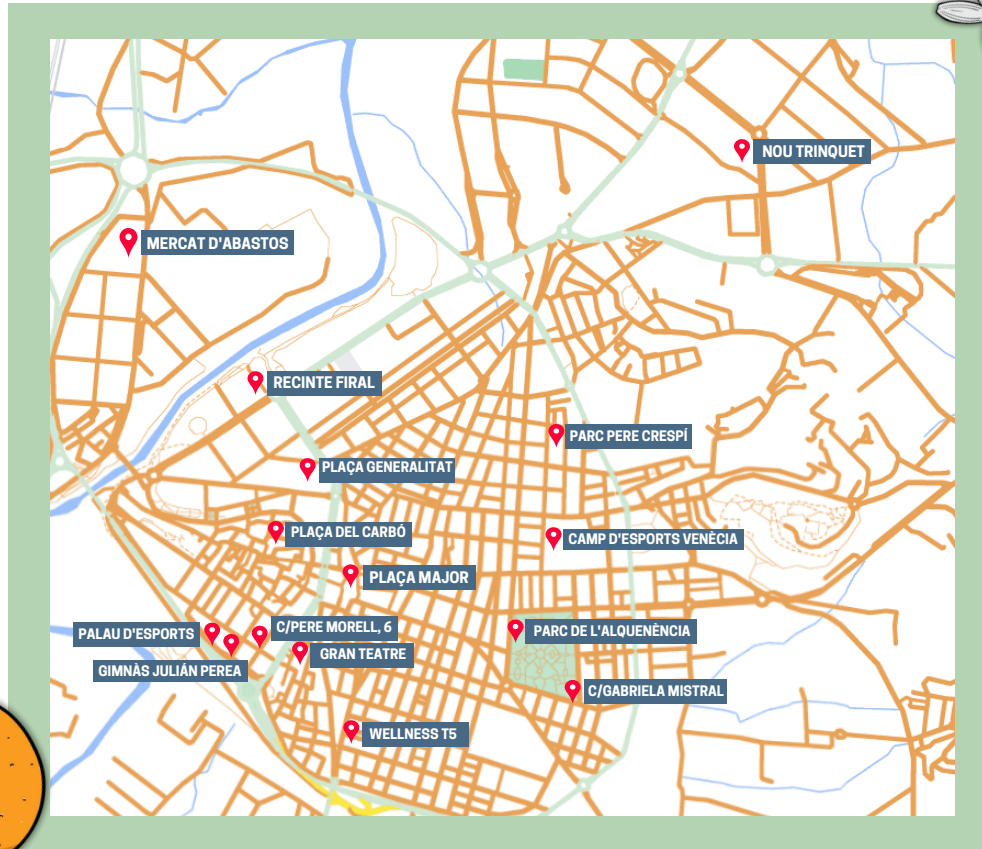 NOU TRINQUET
MERCAT D'ABASTOS
RECINTE FIRAL
PARC PERE CRESPÍ
PLAÇA GENERALITAT
PLAÇA DEL CARBÓ
CAMP D'ESPORTS VENÈCIA
PLAÇA MAJOR
C/PERE MORELL, 6
PALAU D'ESPORTS
PARC DE L'ALQUENÈNCIA
GRAN TEATRE
GIMNÀS JULIÁN PEREA
C/GABRIELA MISTRAL
WELLNESS T5